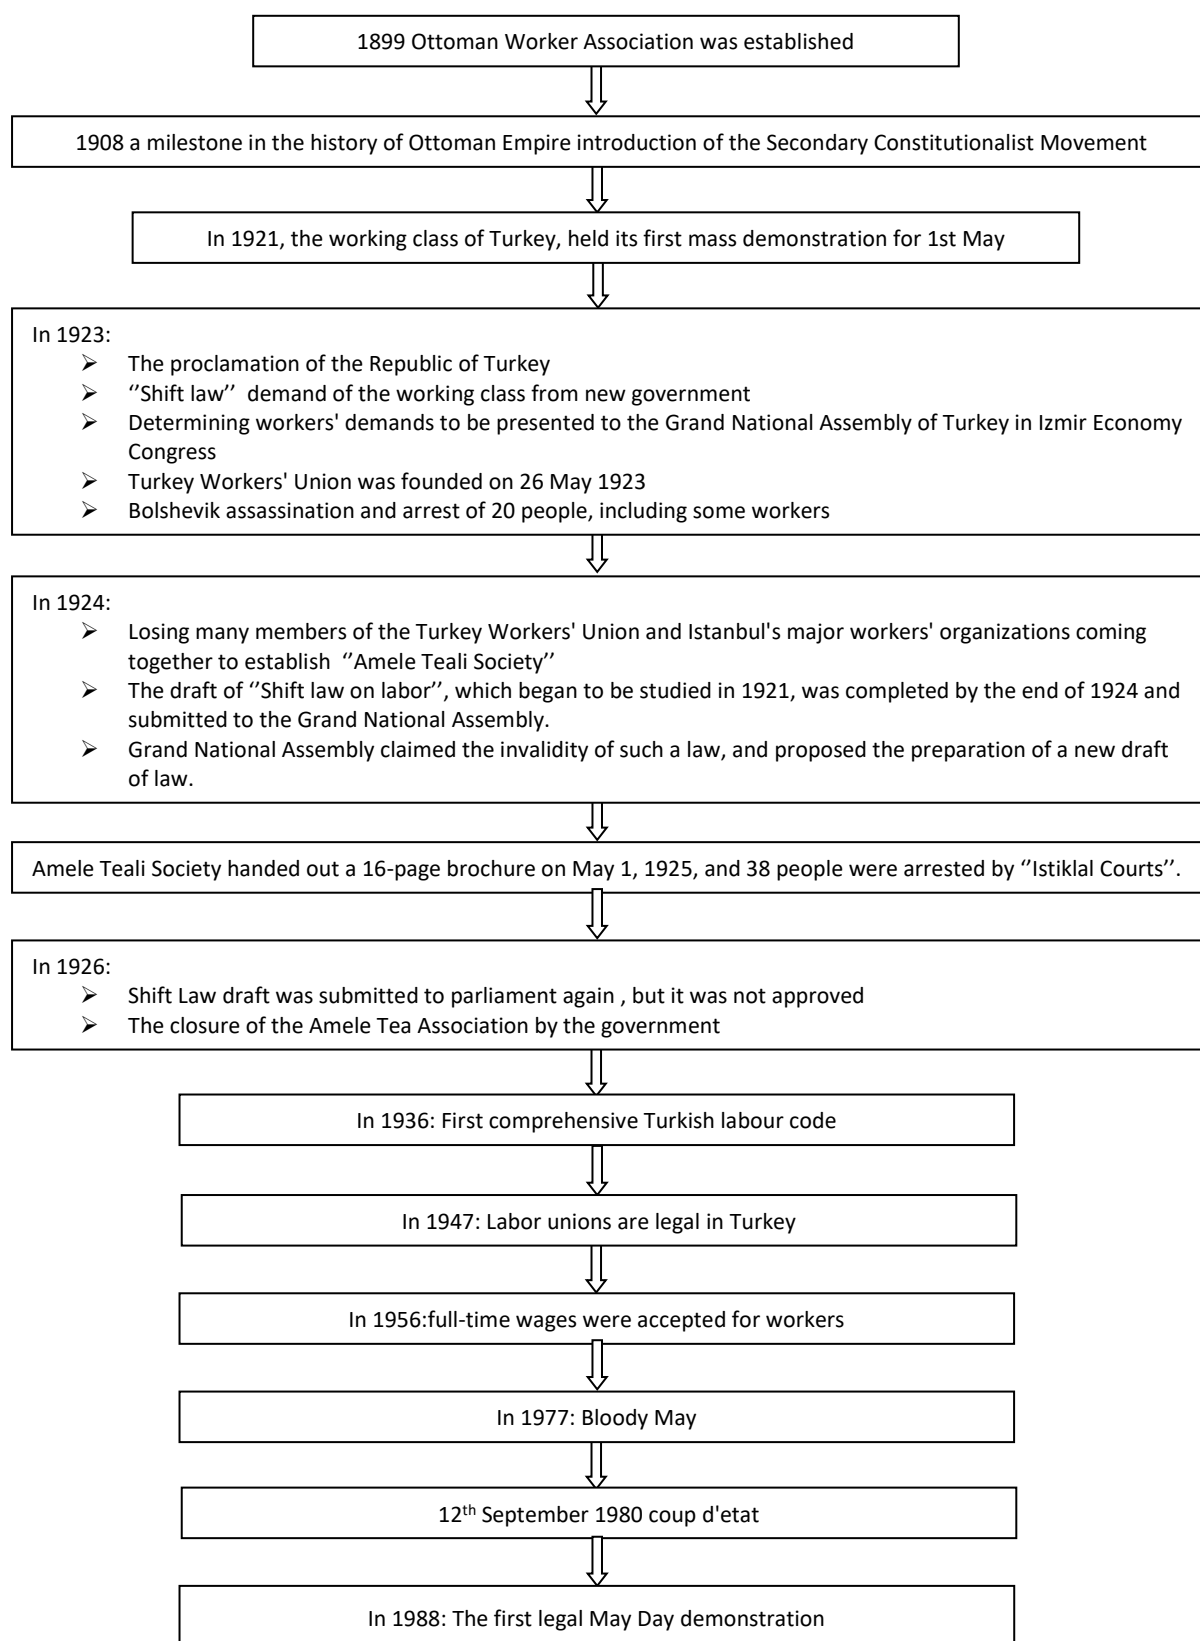 1899 Ottoman Worker Association was established
1908 a milestone in the history of Ottoman Empire introduction of the Secondary Constitutionalist Movement
In 1921, the working class of Turkey, held its first mass demonstration for 1st May
In 1923:
➢ The proclamation of the Republic of Turkey
➢ ‘’Shift law’’ demand of the working class from new government
➢ Determining workers' demands to be presented to the Grand National Assembly of Turkey in Izmir Economy
Congress
➢ Turkey Workers' Union was founded on 26 May 1923
➢ Bolshevik assassination and arrest of 20 people, including some workers
In 1924:
➢ Losing many members of the Turkey Workers' Union and Istanbul's major workers' organizations coming
together to establish ‘’Amele Teali Society’’
➢ The draft of ‘’Shift law on labor’’, which began to be studied in 1921, was completed by the end of 1924 and
submitted to the Grand National Assembly.
➢ Grand National Assembly claimed the invalidity of such a law, and proposed the preparation of a new draft
of law.
Amele Teali Society handed out a 16-page brochure on May 1, 1925, and 38 people were arrested by ‘’Istiklal Courts’’.
In 1926:
➢ Shift Law draft was submitted to parliament again , but it was not approved
➢ The closure of the Amele Tea Association by the government
In 1936: First comprehensive Turkish labour code
In 1947: Labor unions are legal in Turkey
In 1956:full-time wages were accepted for workers
In 1977: Bloody May
12th September 1980 coup d'etat
In 1988: The first legal May Day demonstration